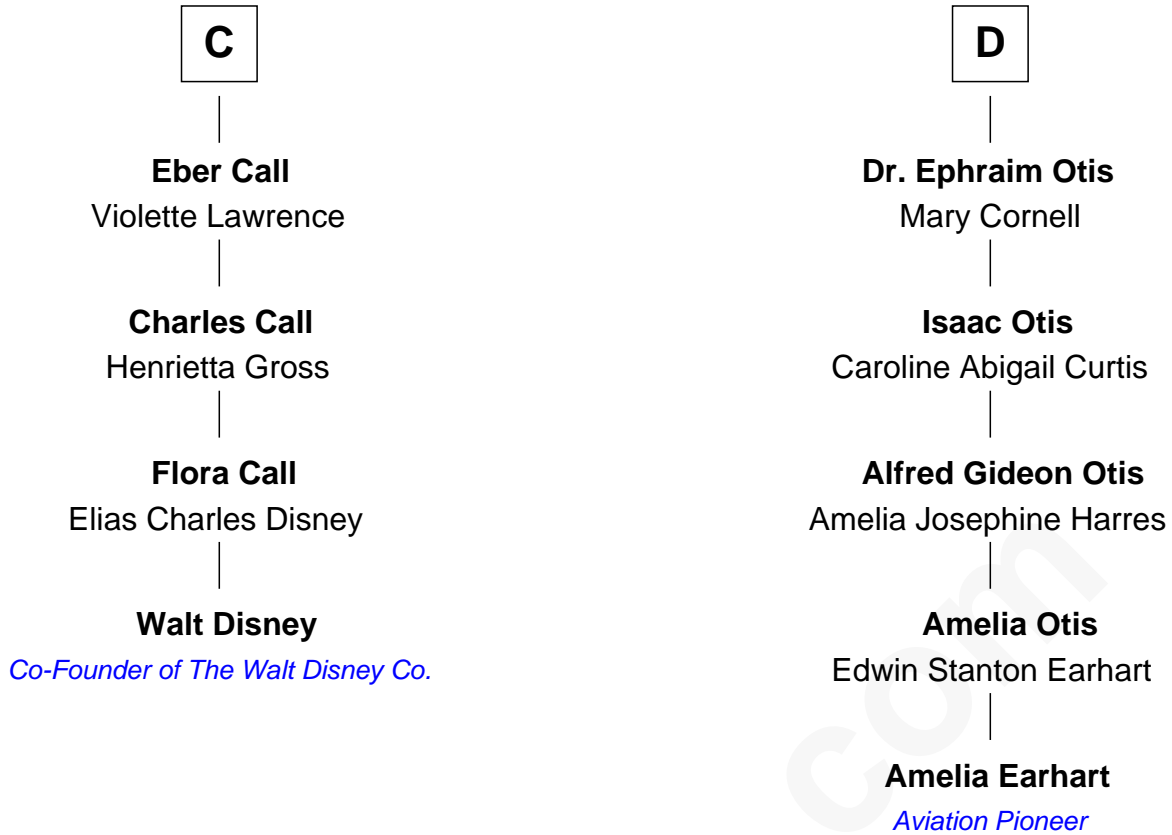 C
Eber Call
Violette Lawrence
Charles Call
Henrietta Gross
Flora Call
Elias Charles Disney
Walt Disney
Co-Founder of The Walt Disney Co.
D
Dr. Ephraim Otis
Mary Cornell
Isaac Otis
Caroline Abigail Curtis
Alfred Gideon Otis
Amelia Josephine Harres
Amelia Otis
Edwin Stanton Earhart
Amelia Earhart
Aviation Pioneer
com